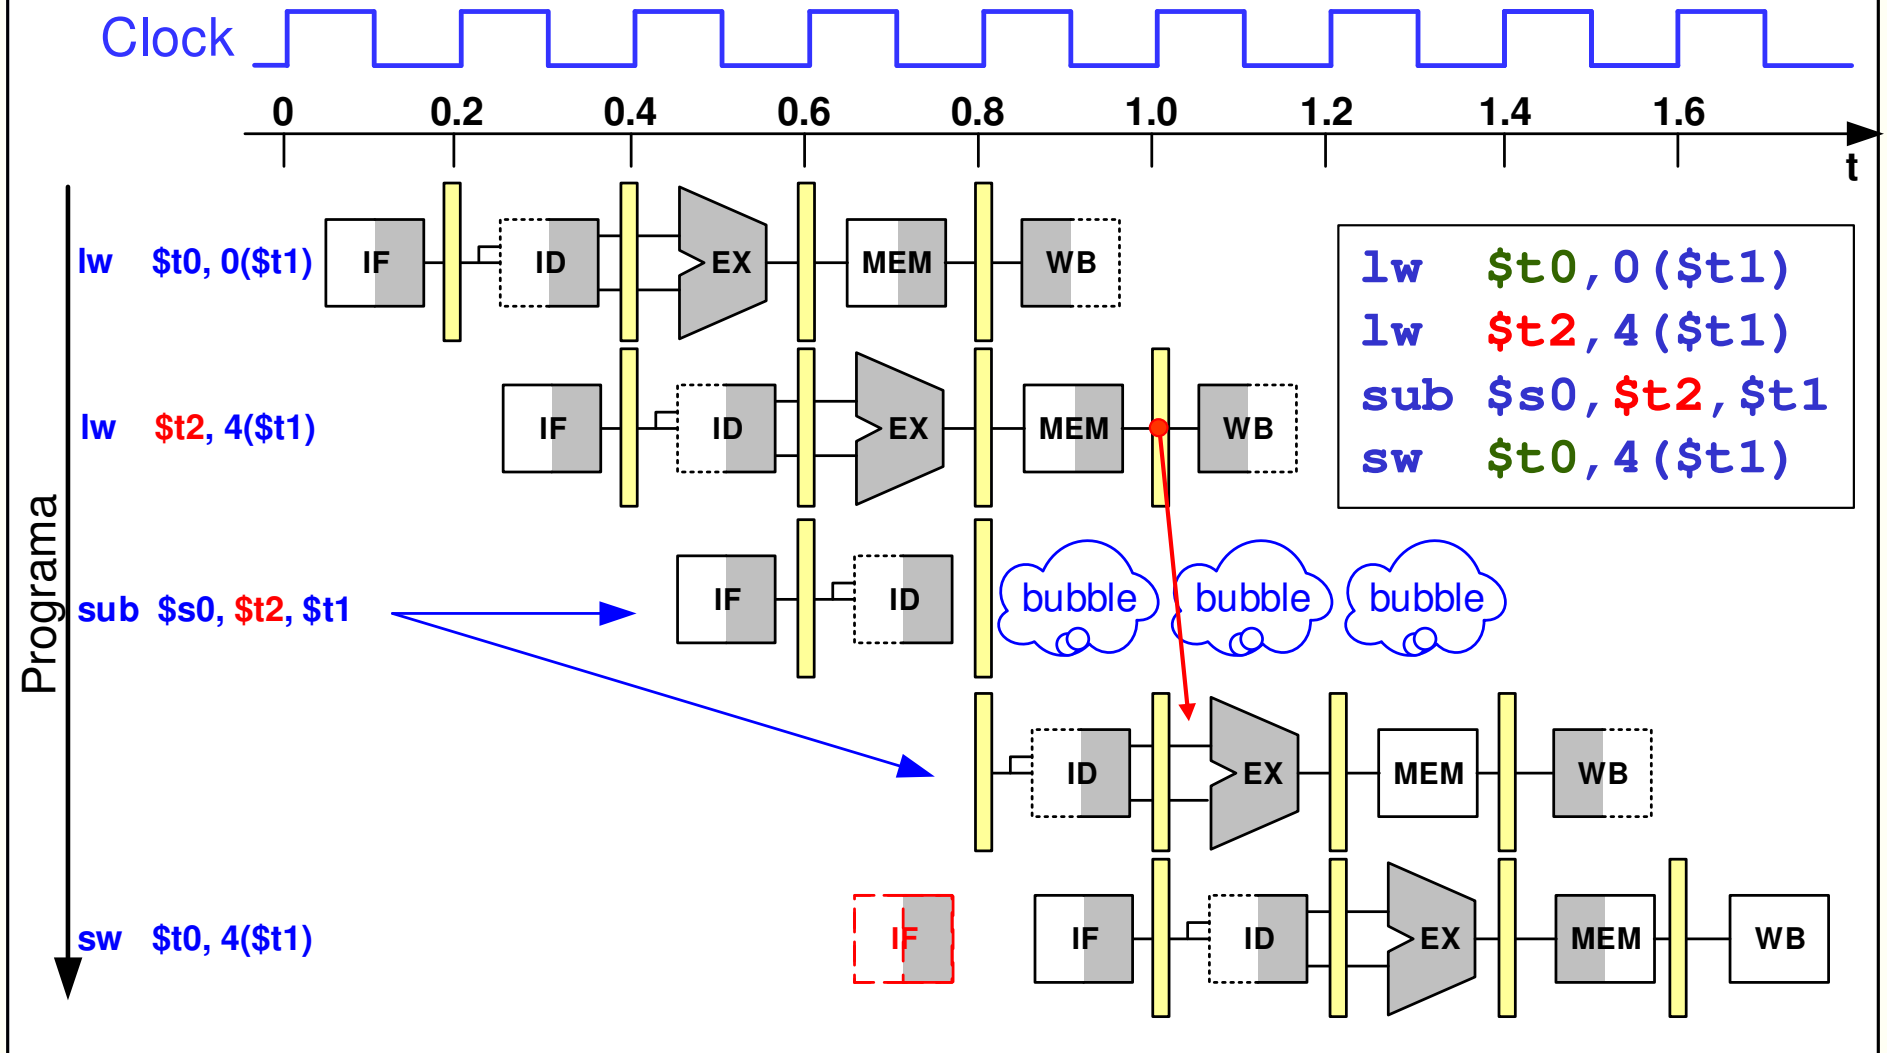 Clock
0 0.2 0.4 0.6 0.8 1.0 1.2 1.4 1.6
t
Programa
lw $t0, 0($t1) IF ID EX MEM WB
lw $t2, 4($t1) IF ID EX MEM WB
sub $s0, $t2, $t1 IF ID bubble bubble bubble
ID EX MEM WB
sw $t0, 4($t1) IF IF ID EX MEM WB
lw $t0,0($t1)
lw $t2,4($t1)
sub $s0,$t2,$t1
sw $t0,4($t1)